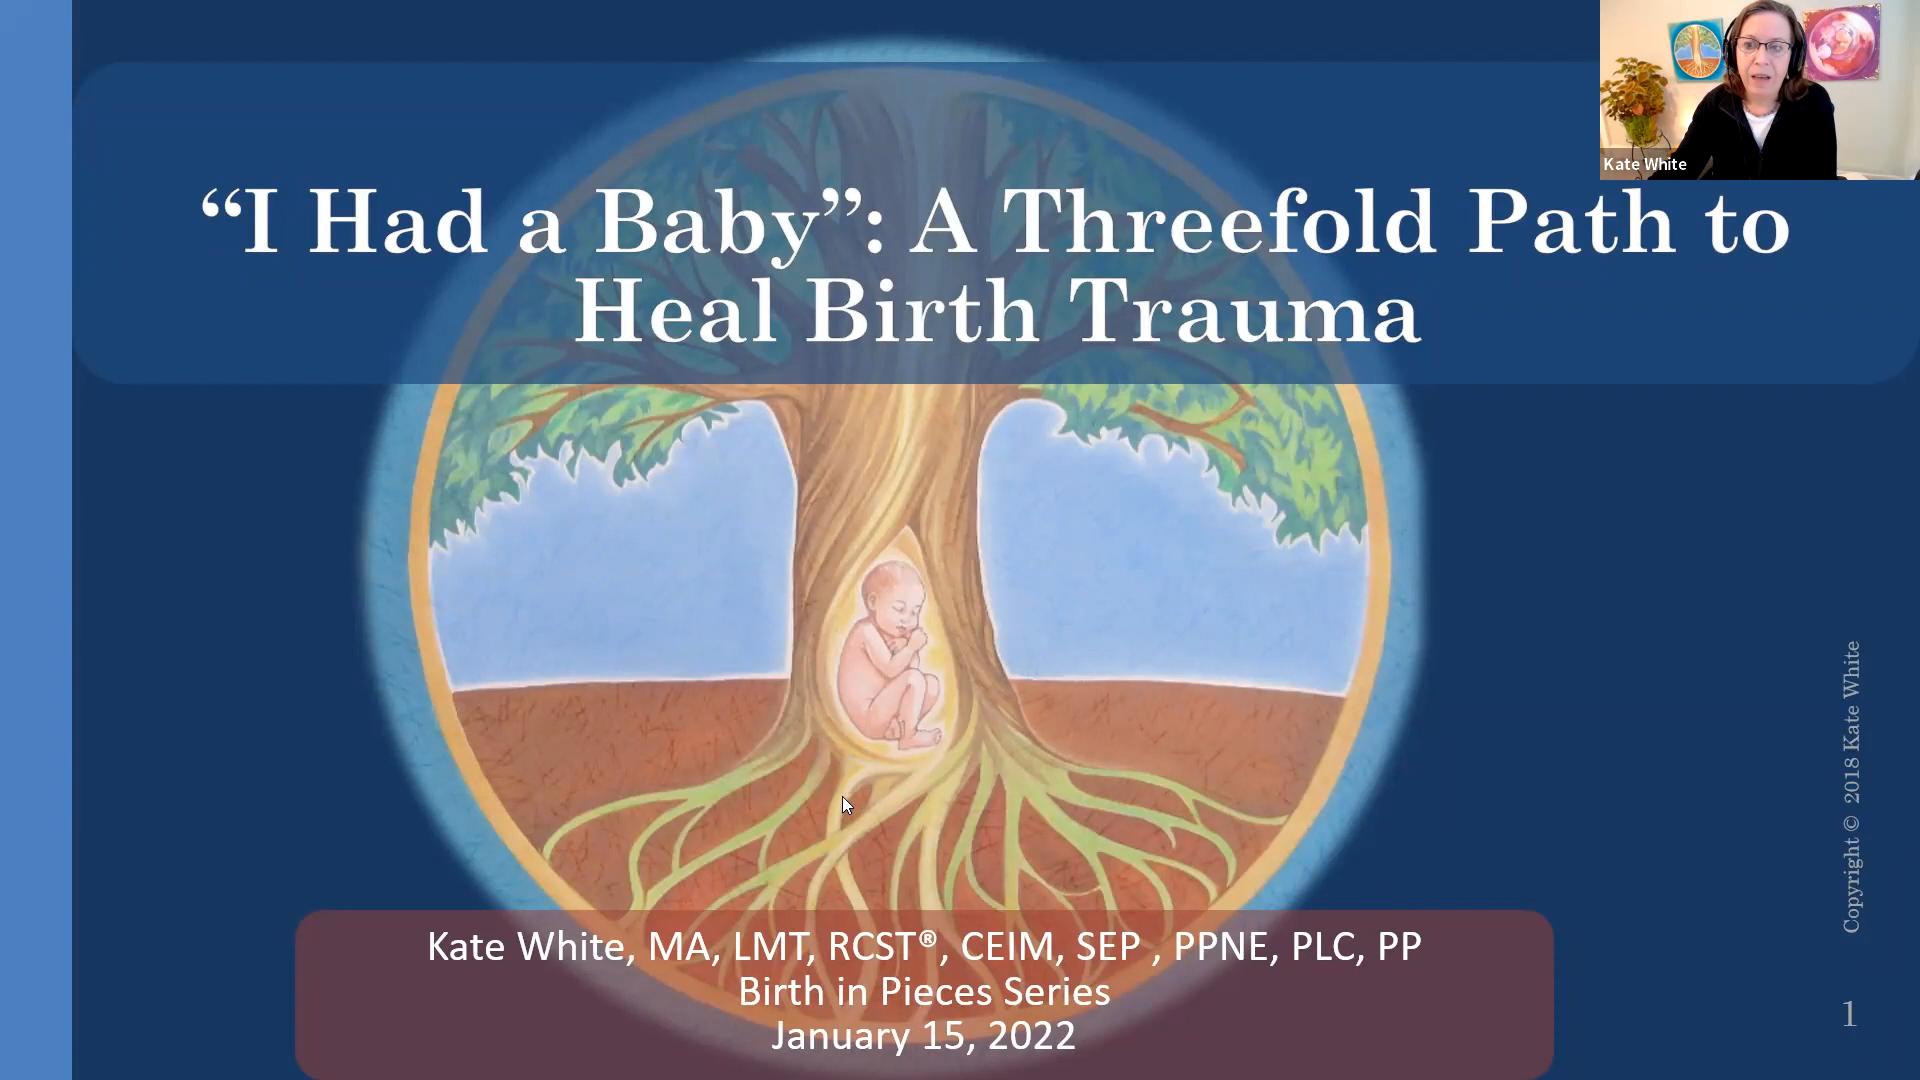 Kate White
“I Had a Baby”: A Threefold Path to
Heal Birth Trauma
Copyright © 2018 Kate White
Kate White, MA, LMT, RCST®, CEIM, SEP , PPNE, PLC, PP
Birth in Pieces Series
January 15, 2022
1